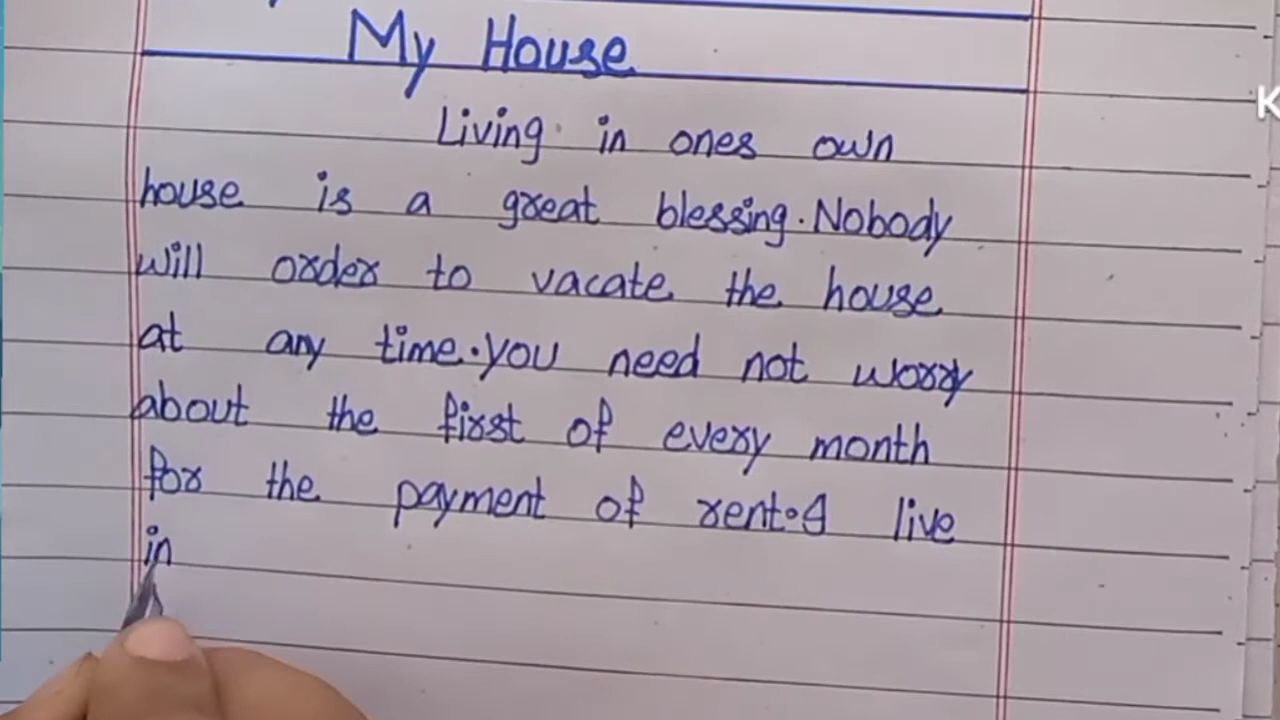 My House
Living in ones own
house is a great blessing. Nobody
will order to vacate the house
at any time. you need not worry
about the first of every month
for the payment of rent. I live
in
K